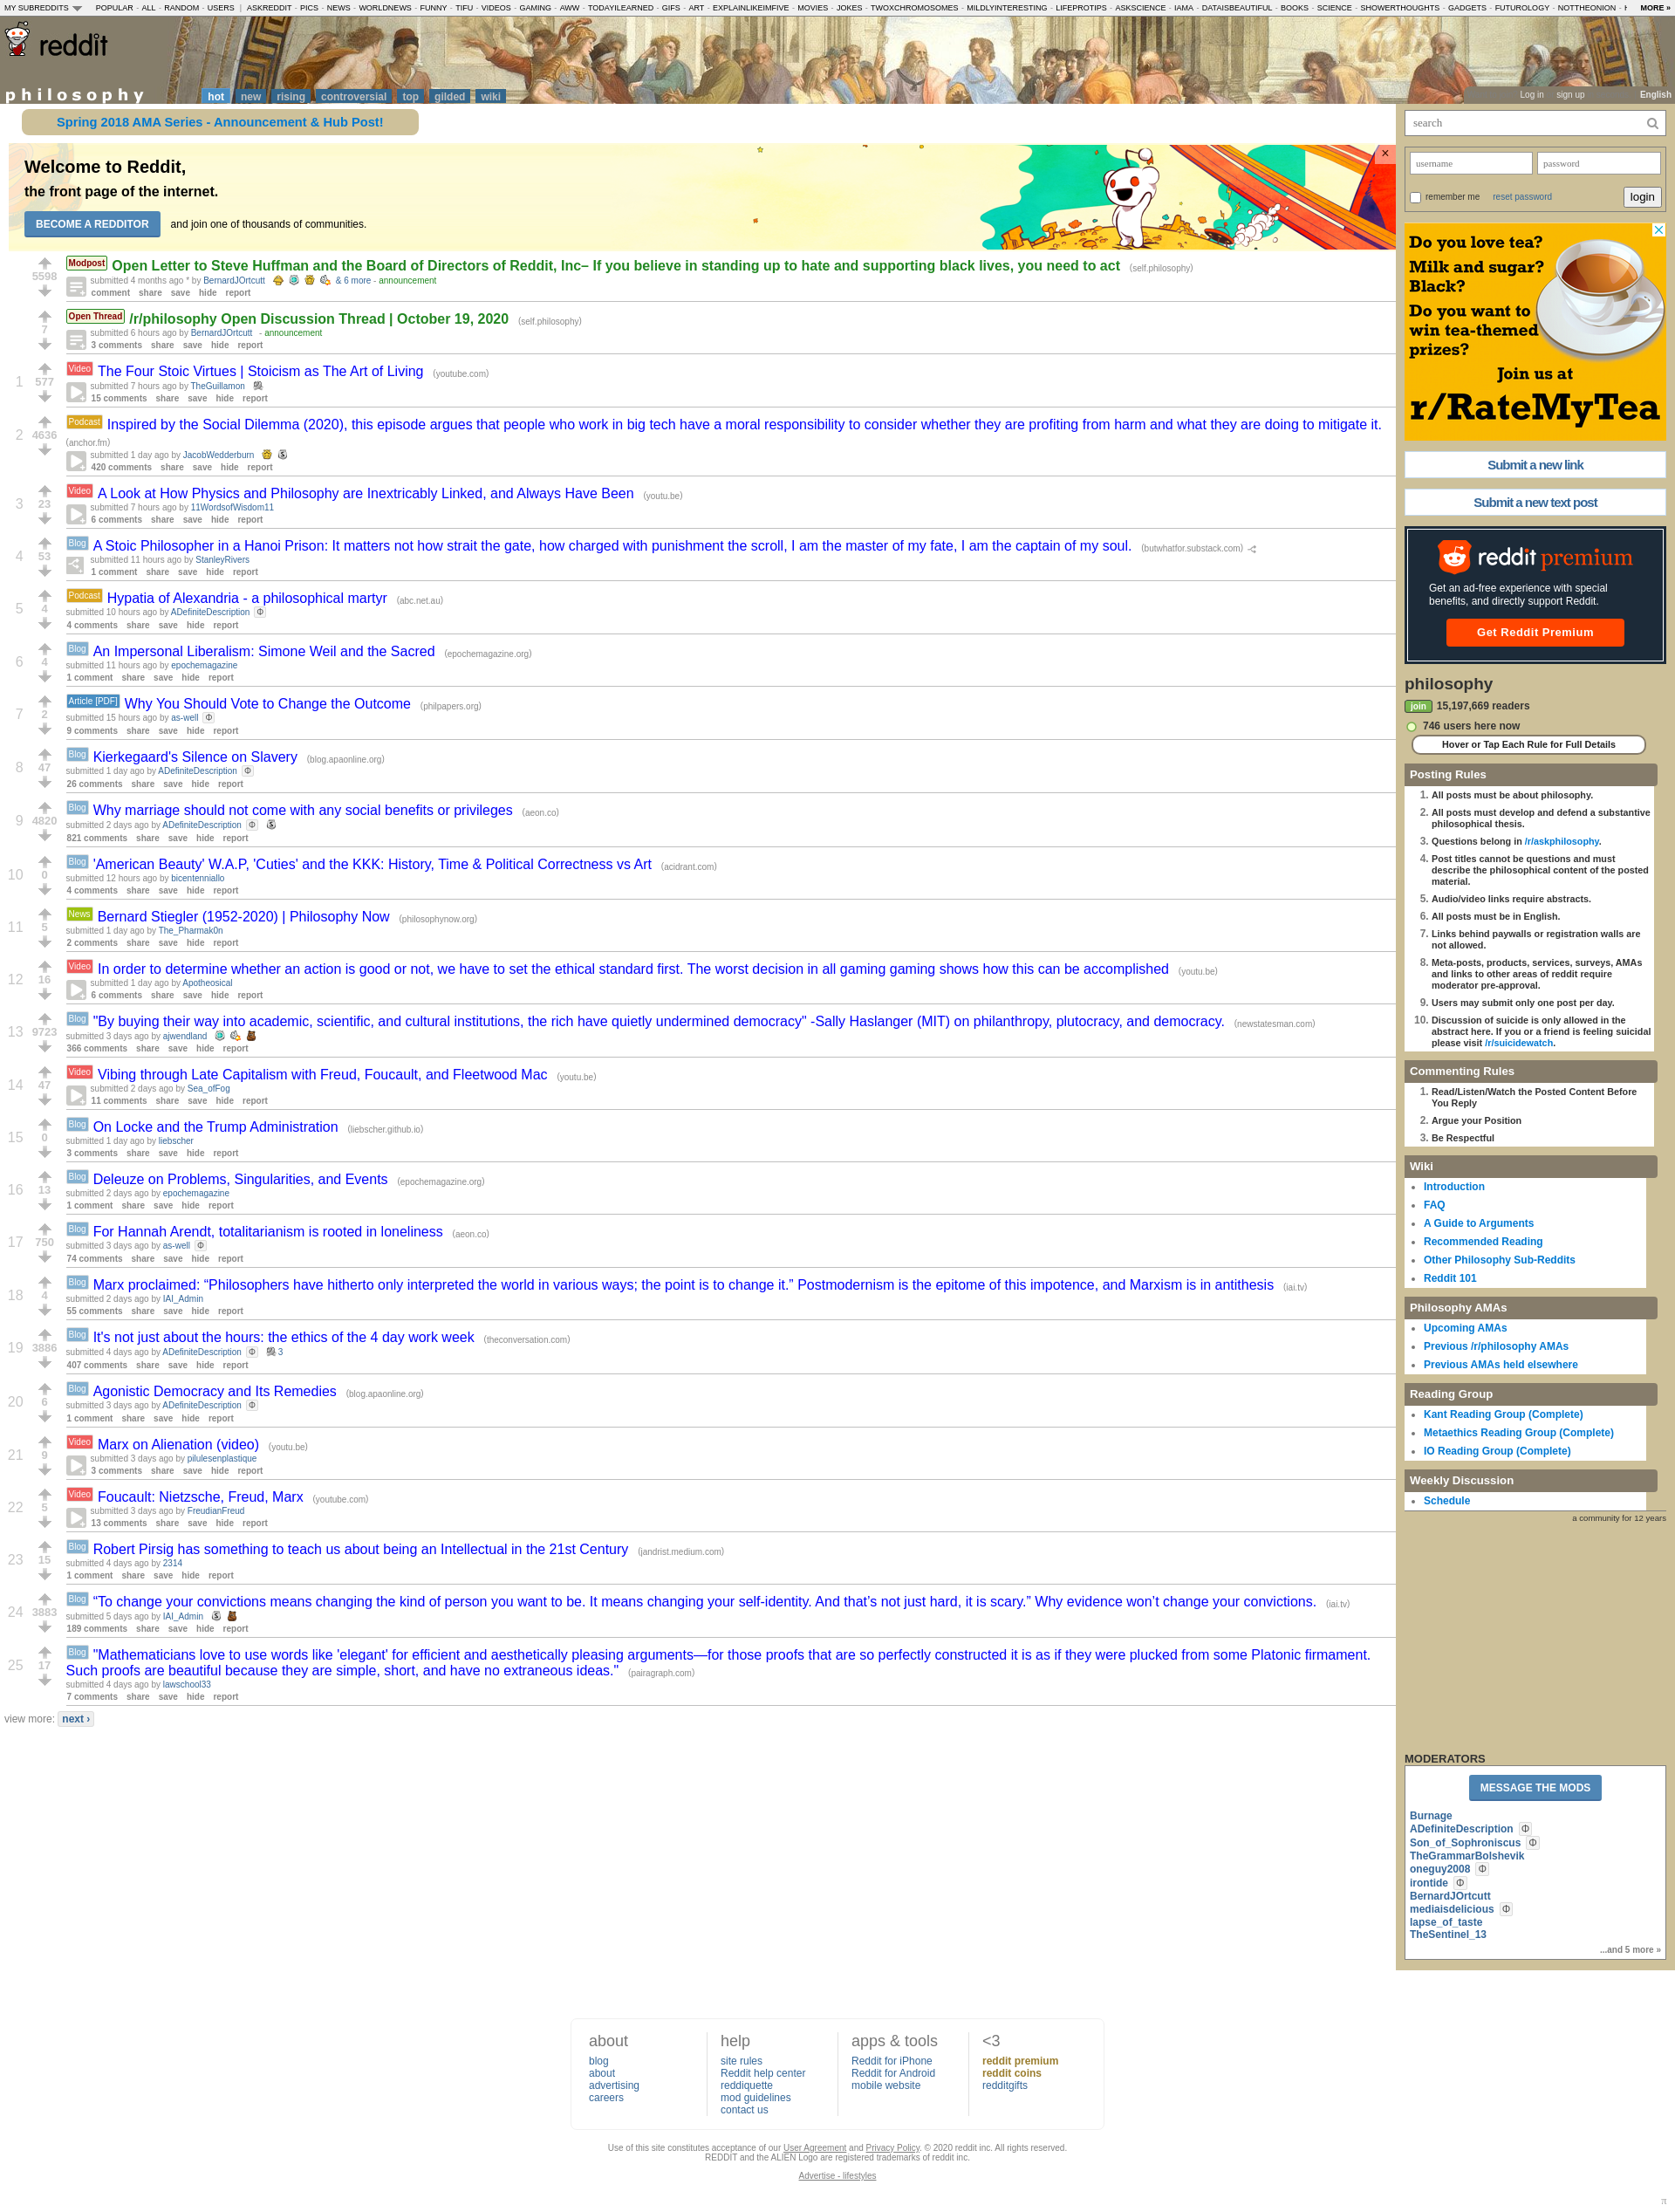 MY SUBREDDITS POPULAR - ALL - RANDOM - USERS | ASKREDDIT - PICS - NEWS - WORLDNEWS - FUNNY - TIFU - VIDEOS - GAMING - AWW - TODAYILEARNED - GIFS - ART - EXPLAINLIKEIMFIVE - MOVIES - JOKES - TWOXCHROMOSOMES - MILDLYINTERESTING - LIFEPROTIPS - ASKSCIENCE - IAMA - DATAISBEAUTIFUL - BOOKS - SCIENCE - SHOWERTHOUGHTS - GADGETS - FUTUROLOGY - NOTTHEONION - MORE »
reddit
philosophy hot new rising controversial top gilded wiki
Log in sign up English
Spring 2018 AMA Series - Announcement & Hub Post!
Welcome to Reddit,
the front page of the internet.
BECOME A REDDITOR and join one of thousands of communities.
5598
Modpost Open Letter to Steve Huffman and the Board of Directors of Reddit, Inc– If you believe in standing up to hate and supporting black lives, you need to act (self.philosophy)
submitted 4 months ago * by BernardJOrtcutt & 6 more - announcement
comment share save hide report
7
Open Thread /r/philosophy Open Discussion Thread | October 19, 2020 (self.philosophy)
submitted 6 hours ago by BernardJOrtcutt - announcement
3 comments share save hide report
1 577
Video The Four Stoic Virtues | Stoicism as The Art of Living (youtube.com)
submitted 7 hours ago by TheGuillamon
15 comments share save hide report
2 4636
Podcast Inspired by the Social Dilemma (2020), this episode argues that people who work in big tech have a moral responsibility to consider whether they are profiting from harm and what they are doing to mitigate it.
(anchor.fm)
submitted 1 day ago by JacobWedderburn
420 comments share save hide report
3 23
Video A Look at How Physics and Philosophy are Inextricably Linked, and Always Have Been (youtu.be)
submitted 7 hours ago by 11WordsofWisdom11
6 comments share save hide report
4 53
Blog A Stoic Philosopher in a Hanoi Prison: It matters not how strait the gate, how charged with punishment the scroll, I am the master of my fate, I am the captain of my soul. (butwhatfor.substack.com)
submitted 11 hours ago by StanleyRivers
1 comment share save hide report
5 4
Podcast Hypatia of Alexandria - a philosophical martyr (abc.net.au)
submitted 10 hours ago by ADefiniteDescription Φ
4 comments share save hide report
6 4
Blog An Impersonal Liberalism: Simone Weil and the Sacred (epochemagazine.org)
submitted 11 hours ago by epochemagazine
1 comment share save hide report
7 2
Article [PDF] Why You Should Vote to Change the Outcome (philpapers.org)
submitted 15 hours ago by as-well Φ
9 comments share save hide report
8 47
Blog Kierkegaard's Silence on Slavery (blog.apaonline.org)
submitted 1 day ago by ADefiniteDescription Φ
26 comments share save hide report
9 4820
Blog Why marriage should not come with any social benefits or privileges (aeon.co)
submitted 2 days ago by ADefiniteDescription Φ
821 comments share save hide report
10 0
Blog 'American Beauty' W.A.P, 'Cuties' and the KKK: History, Time & Political Correctness vs Art (acidrant.com)
submitted 12 hours ago by bicentenniallo
4 comments share save hide report
11 5
News Bernard Stiegler (1952-2020) | Philosophy Now (philosophynow.org)
submitted 1 day ago by The_Pharmak0n
2 comments share save hide report
12 16
Video In order to determine whether an action is good or not, we have to set the ethical standard first. The worst decision in all gaming gaming shows how this can be accomplished (youtu.be)
submitted 1 day ago by Apotheosical
6 comments share save hide report
13 9723
Blog "By buying their way into academic, scientific, and cultural institutions, the rich have quietly undermined democracy" -Sally Haslanger (MIT) on philanthropy, plutocracy, and democracy. (newstatesman.com)
submitted 3 days ago by ajwendland
366 comments share save hide report
14 47
Video Vibing through Late Capitalism with Freud, Foucault, and Fleetwood Mac (youtu.be)
submitted 2 days ago by Sea_ofFog
11 comments share save hide report
15 0
Blog On Locke and the Trump Administration (liebscher.github.io)
submitted 1 day ago by liebscher
3 comments share save hide report
16 13
Blog Deleuze on Problems, Singularities, and Events (epochemagazine.org)
submitted 2 days ago by epochemagazine
1 comment share save hide report
17 750
Blog For Hannah Arendt, totalitarianism is rooted in loneliness (aeon.co)
submitted 3 days ago by as-well Φ
74 comments share save hide report
18 4
Blog Marx proclaimed: “Philosophers have hitherto only interpreted the world in various ways; the point is to change it.” Postmodernism is the epitome of this impotence, and Marxism is in antithesis (iai.tv)
submitted 2 days ago by IAI_Admin
55 comments share save hide report
19 3886
Blog It's not just about the hours: the ethics of the 4 day work week (theconversation.com)
submitted 4 days ago by ADefiniteDescription Φ 3
407 comments share save hide report
20 6
Blog Agonistic Democracy and Its Remedies (blog.apaonline.org)
submitted 3 days ago by ADefiniteDescription Φ
1 comment share save hide report
21 9
Video Marx on Alienation (video) (youtu.be)
submitted 3 days ago by pilulesenplastique
3 comments share save hide report
22 5
Video Foucault: Nietzsche, Freud, Marx (youtube.com)
submitted 3 days ago by FreudianFreud
13 comments share save hide report
23 15
Blog Robert Pirsig has something to teach us about being an Intellectual in the 21st Century (jandrist.medium.com)
submitted 4 days ago by 2314
1 comment share save hide report
24 3883
Blog “To change your convictions means changing the kind of person you want to be. It means changing your self-identity. And that’s not just hard, it is scary.” Why evidence won’t change your convictions. (iai.tv)
submitted 5 days ago by IAI_Admin
189 comments share save hide report
25 17
Blog "Mathematicians love to use words like 'elegant' for efficient and aesthetically pleasing arguments—for those proofs that are so perfectly constructed it is as if they were plucked from some Platonic firmament.
Such proofs are beautiful because they are simple, short, and have no extraneous ideas." (pairagraph.com)
submitted 4 days ago by lawschool33
7 comments share save hide report
view more: next ›
search
username password
remember me reset password login
Do you love tea?
Milk and sugar?
Black?
Do you want to
win tea-themed
prizes?
Join us at
r/RateMyTea
Submit a new link
Submit a new text post
reddit premium
Get an ad-free experience with special
benefits, and directly support Reddit.
Get Reddit Premium
philosophy
join 15,197,669 readers
746 users here now
Hover or Tap Each Rule for Full Details
Posting Rules
1. All posts must be about philosophy.
2. All posts must develop and defend a substantive
philosophical thesis.
3. Questions belong in /r/askphilosophy.
4. Post titles cannot be questions and must
describe the philosophical content of the posted
material.
5. Audio/video links require abstracts.
6. All posts must be in English.
7. Links behind paywalls or registration walls are
not allowed.
8. Meta-posts, products, services, surveys, AMAs
and links to other areas of reddit require
moderator pre-approval.
9. Users may submit only one post per day.
10. Discussion of suicide is only allowed in the
abstract here. If you or a friend is feeling suicidal
please visit /r/suicidewatch.
Commenting Rules
1. Read/Listen/Watch the Posted Content Before
You Reply
2. Argue your Position
3. Be Respectful
Wiki
Introduction
FAQ
A Guide to Arguments
Recommended Reading
Other Philosophy Sub-Reddits
Reddit 101
Philosophy AMAs
Upcoming AMAs
Previous /r/philosophy AMAs
Previous AMAs held elsewhere
Reading Group
Kant Reading Group (Complete)
Metaethics Reading Group (Complete)
IO Reading Group (Complete)
Weekly Discussion
Schedule
a community for 12 years
MODERATORS
MESSAGE THE MODS
Burnage
ADefiniteDescription Φ
Son_of_Sophroniscus Φ
TheGrammarBolshevik
oneguy2008 Φ
irontide Φ
BernardJOrtcutt
mediaisdelicious Φ
lapse_of_taste
TheSentinel_13
...and 5 more »
about
blog
about
advertising
careers
help
site rules
Reddit help center
reddiquette
mod guidelines
contact us
apps & tools
Reddit for iPhone
Reddit for Android
mobile website
<3
reddit premium
reddit coins
redditgifts
Use of this site constitutes acceptance of our User Agreement and Privacy Policy. © 2020 reddit inc. All rights reserved.
REDDIT and the ALIEN Logo are registered trademarks of reddit inc.
Advertise - lifestyles
π